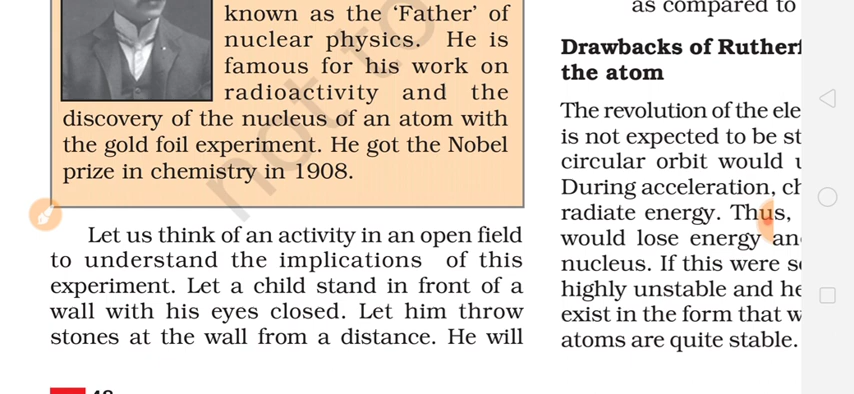 known as the ‘Father’ of
nuclear physics. He is
famous for his work on
radioactivity and the
discovery of the nucleus of an atom with
the gold foil experiment. He got the Nobel
prize in chemistry in 1908.
not to
Let us think of an activity in an open field
to understand the implications of this
experiment. Let a child stand in front of a
wall with his eyes closed. Let him throw
stones at the wall from a distance. He will
as compared to
Drawbacks of
the atom
The revolution of the
is not expected to be
circular orbit would
During acceleration,
radiate energy. Thus,
would lose energy
nucleus. If this were
highly unstable and
exist in the form that
atoms are quite stable.